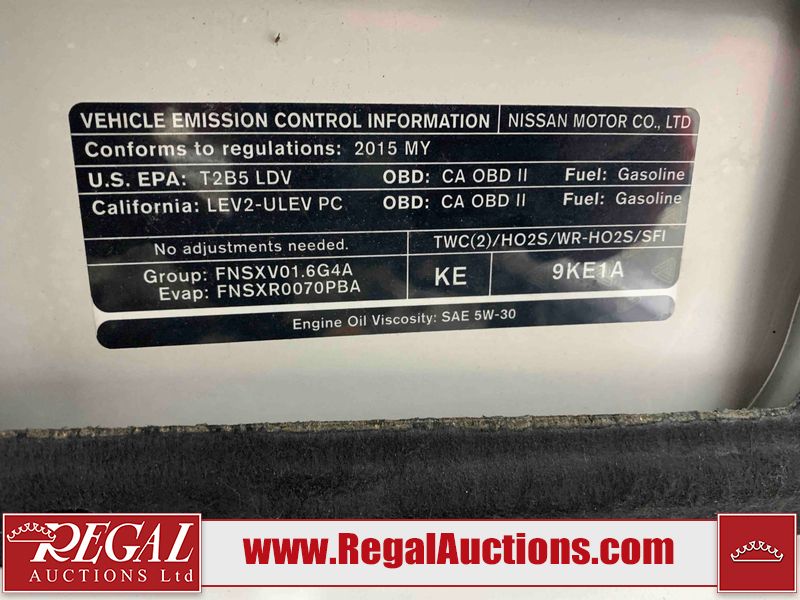 VEHICLE EMISSION CONTROL INFORMATION NISSAN MOTOR CO., LTD
Conforms to regulations: 2015 MY
U.S. EPA: T2B5 LDV OBD: CA OBD II Fuel: Gasoline
California: LEV2-ULEV PC OBD: CA OBD II Fuel: Gasoline
No adjustments needed. TWC(2)/HO2S/WR-HO2S/SFI
Group: FNSXV01.6G4A KE 9KE1A
Evap: FNSXR0070PBA
Engine Oil Viscosity: SAE 5W-30
REGAL
AUCTIONS Ltd
www.RegalAuctions.com